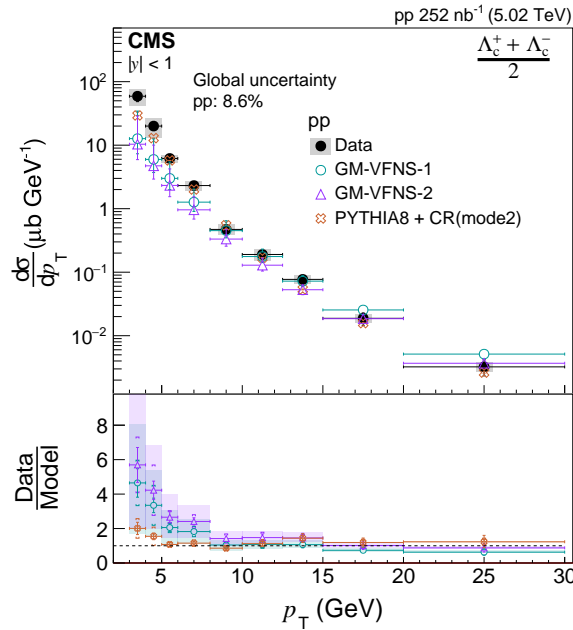 pp 252 nb⁻¹ (5.02 TeV)
CMS
|y| < 1
Λc⁺ + Λc⁻
2
Global uncertainty
pp: 8.6%
pp
Data
GM-VFNS-1
GM-VFNS-2
PYTHIA8 + CR(mode2)
dσ
dpT
(μb GeV⁻¹)
10²
10
1
10⁻¹
10⁻²
Data
Model
8
6
4
2
0
5 10 15 20 25 30
pT (GeV)